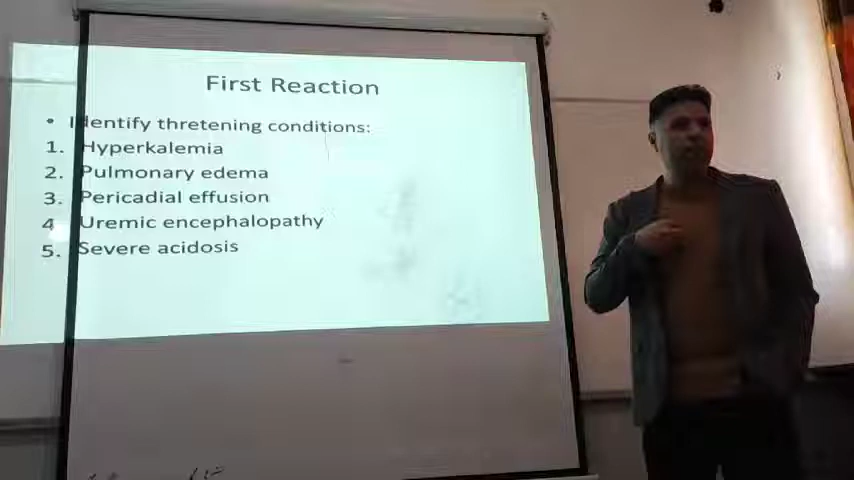 First Reaction
• Identify thretening conditions:
1. Hyperkalemia
2. Pulmonary edema
3. Pericadial effusion
4 Uremic encephalopathy
5. Severe acidosis